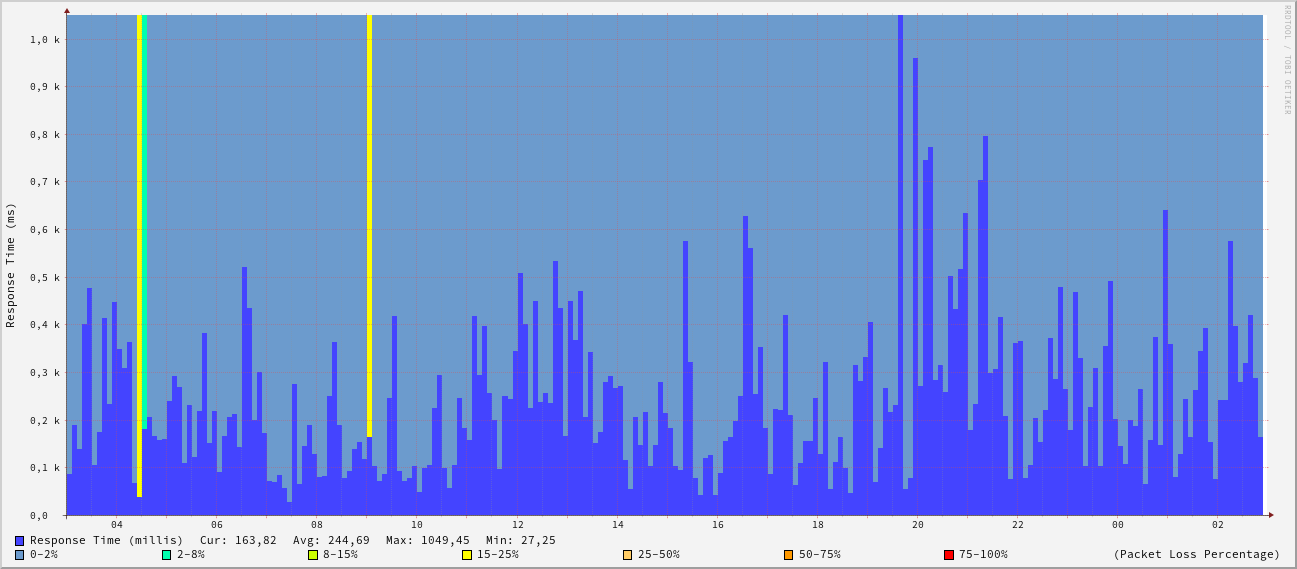 RRDTOOL / TOBI OETIKER
Response Time (ms)
1,0 k
0,9 k
0,8 k
0,7 k
0,6 k
0,5 k
0,4 k
0,3 k
0,2 k
0,1 k
0,0
04 06 08 10 12 14 16 18 20 22 00 02
Response Time (millis) Cur: 163,82 Avg: 244,69 Max: 1049,45 Min: 27,25
0-2% 2-8% 8-15% 15-25% 25-50% 50-75% 75-100% (Packet Loss Percentage)